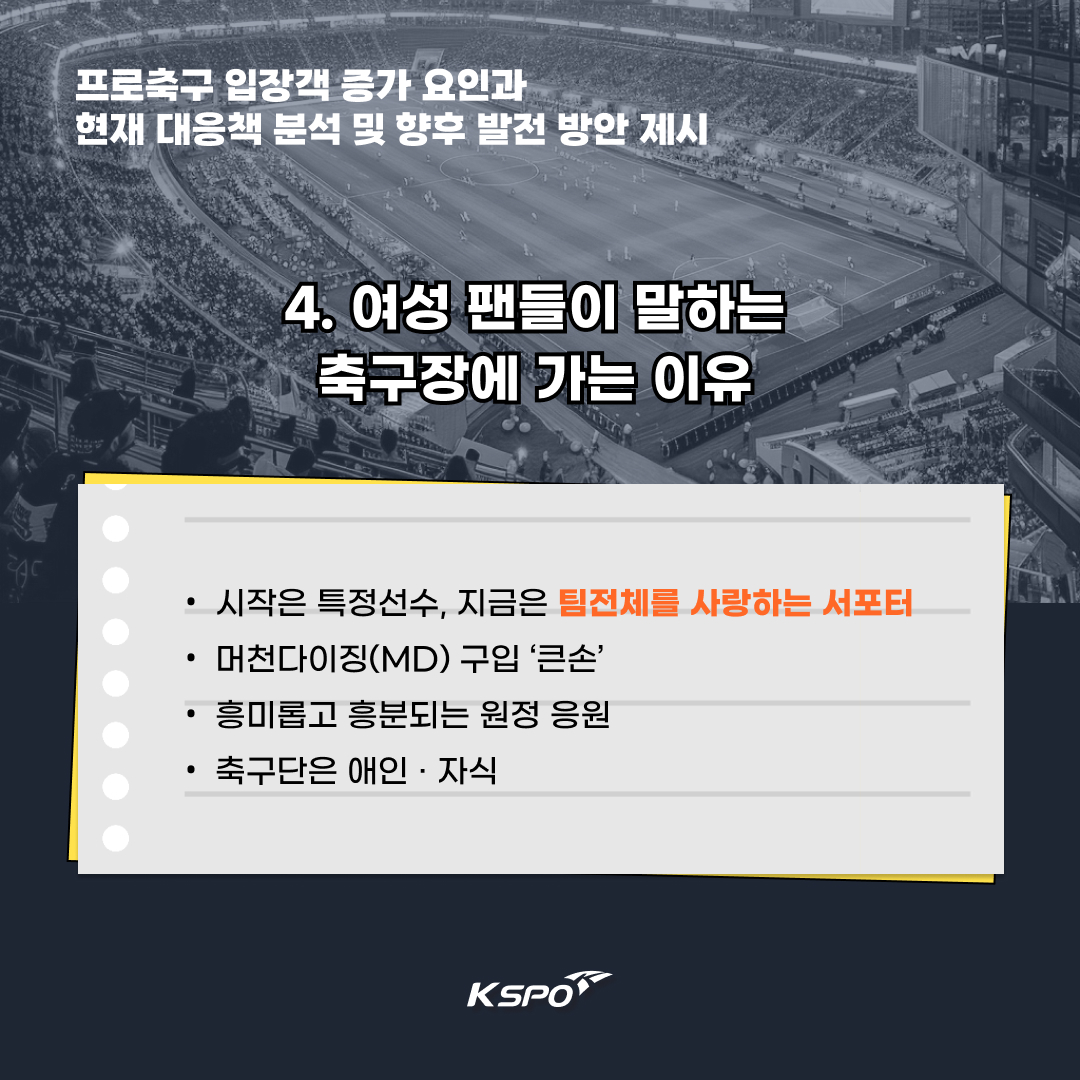 프로축구 입장객 증가 요인과
현재 대응책 분석 및 향후 발전 방안 제시
4. 여성 팬들이 말하는
축구장에 가는 이유
• 시작은 특정선수, 지금은 팀전체를 사랑하는 서포터
• 머천다이징(MD) 구입 ‘큰손’
• 흥미롭고 흥분되는 원정 응원
• 축구단은 애인 · 자식
KSPO